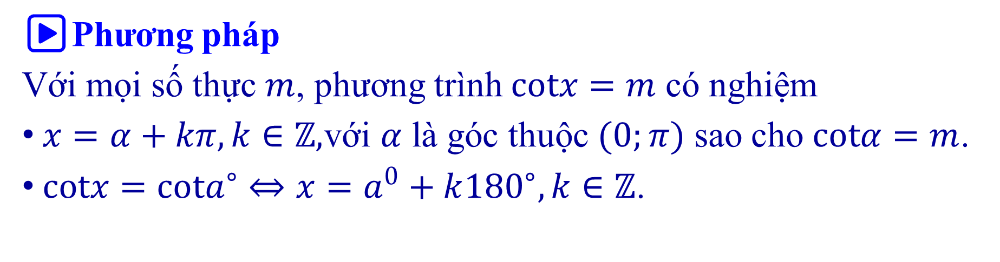 Phương pháp
Với mọi số thực m, phương trình cotx = m có nghiệm
• x = α + kπ, k ∈ ℤ,với α là góc thuộc (0; π) sao cho cotα = m.
• cotx = cota° ⇔ x = a⁰ + k180°, k ∈ ℤ.